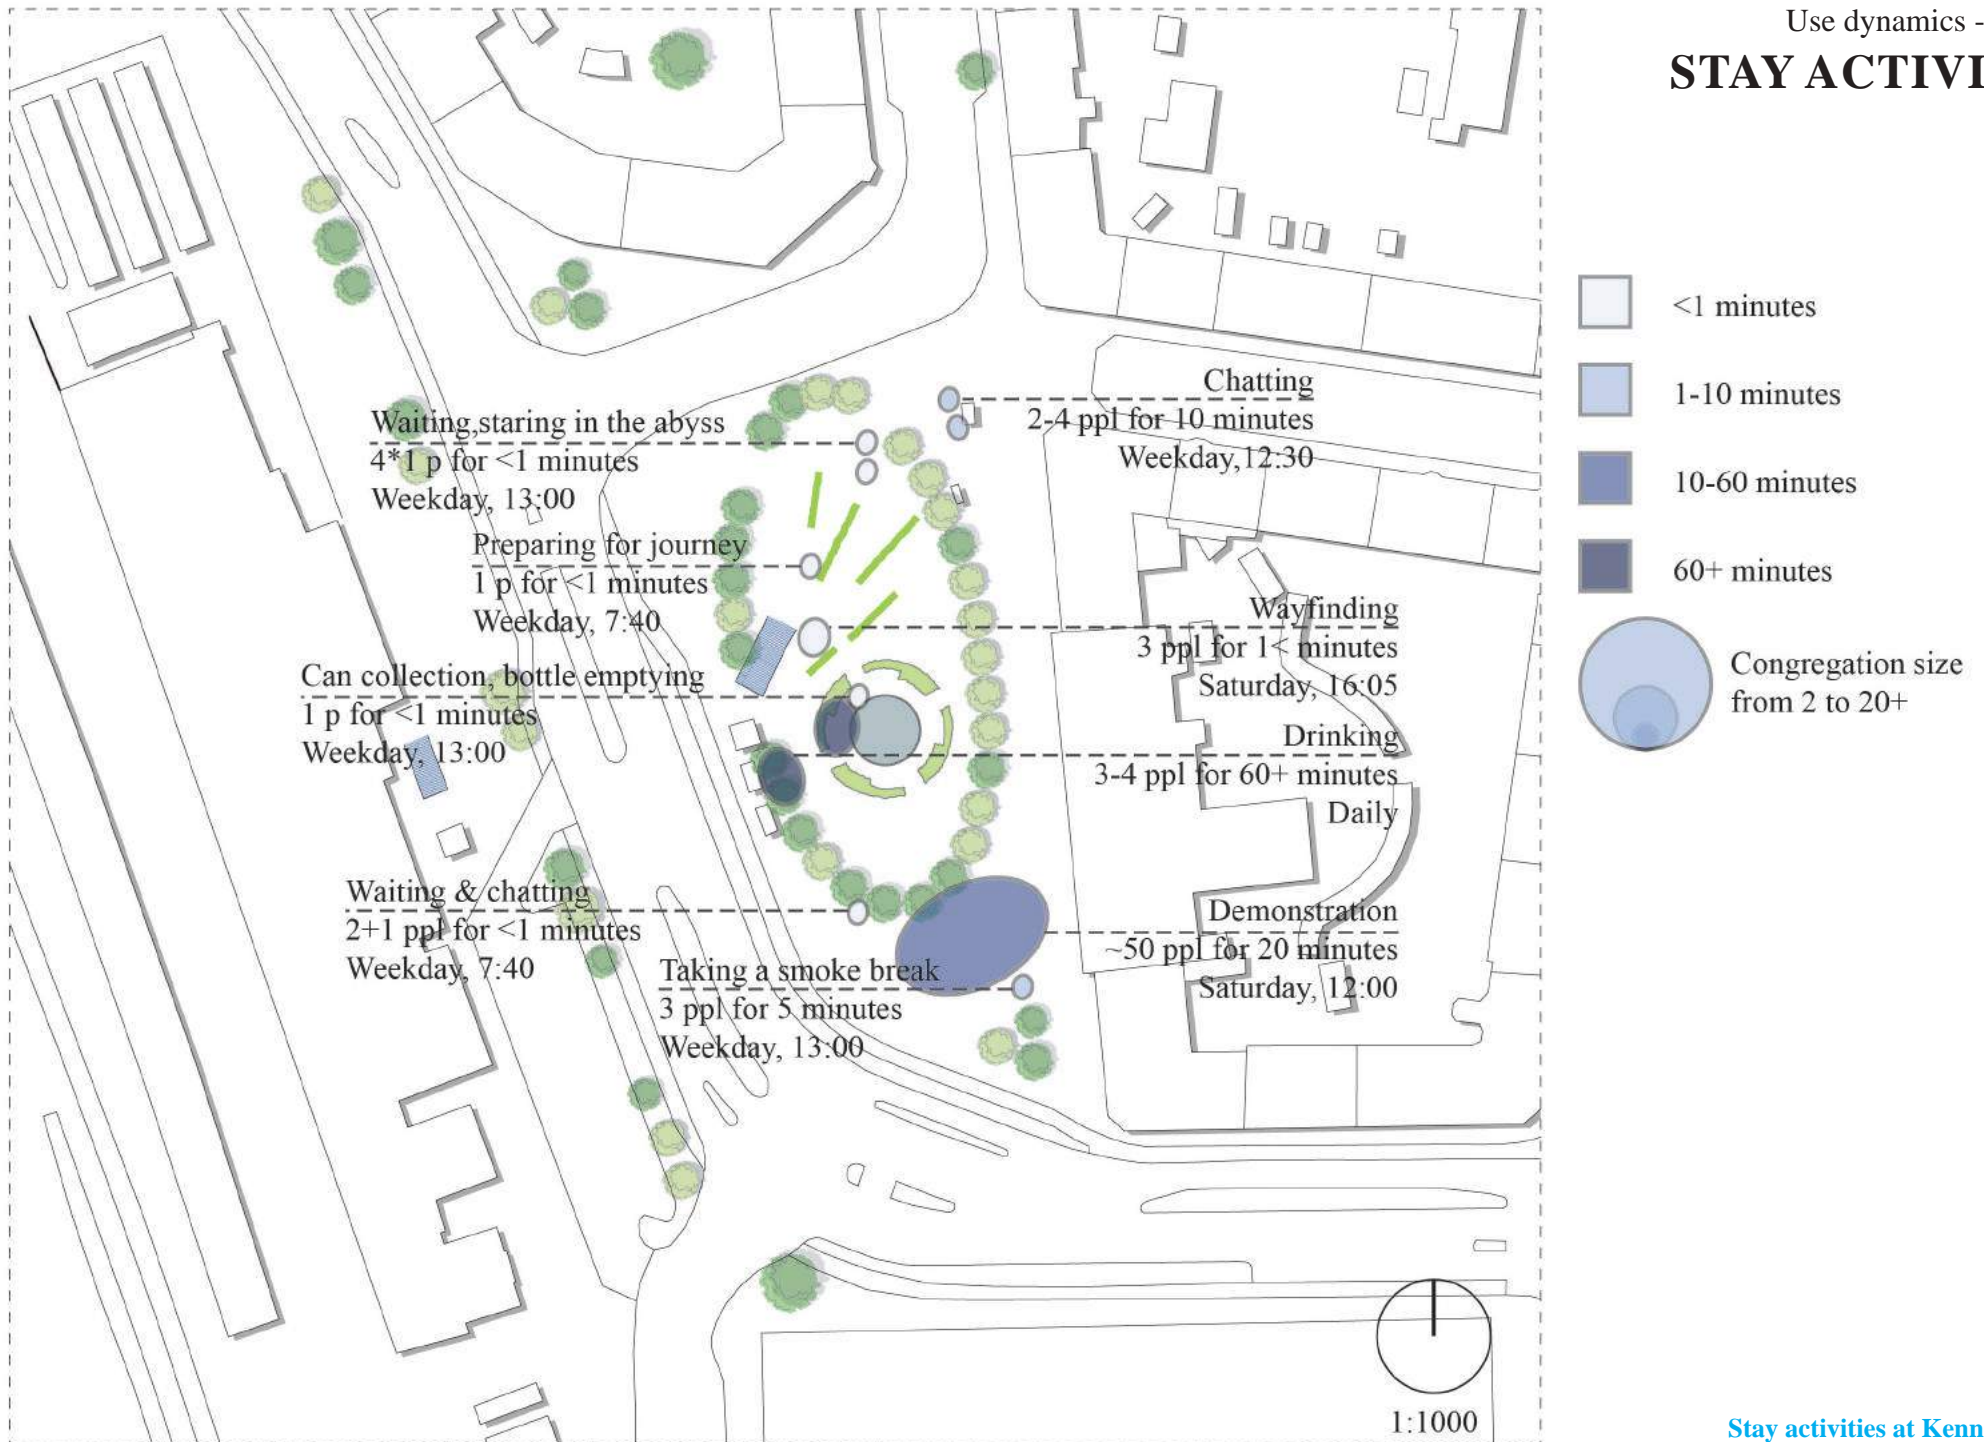 Use dynamics -
STAY ACTIVI
Waiting,staring in the abyss
4*1 p for <1 minutes
Weekday, 13:00
Preparing for journey
1 p for <1 minutes
Weekday, 7:40
Can collection, bottle emptying
1 p for <1 minutes
Weekday, 13:00
Waiting & chatting
2+1 ppl for <1 minutes
Weekday, 7:40
Taking a smoke break
3 ppl for 5 minutes
Weekday, 13:00
Chatting
2-4 ppl for 10 minutes
Weekday,12:30
Wayfinding
3 ppl for 1< minutes
Saturday, 16:05
Drinking
3-4 ppl for 60+ minutes
Daily
Demonstration
~50 ppl for 20 minutes
Saturday, 12:00
<1 minutes
1-10 minutes
10-60 minutes
60+ minutes
Congregation size
from 2 to 20+
1:1000
Stay activities at Kenn